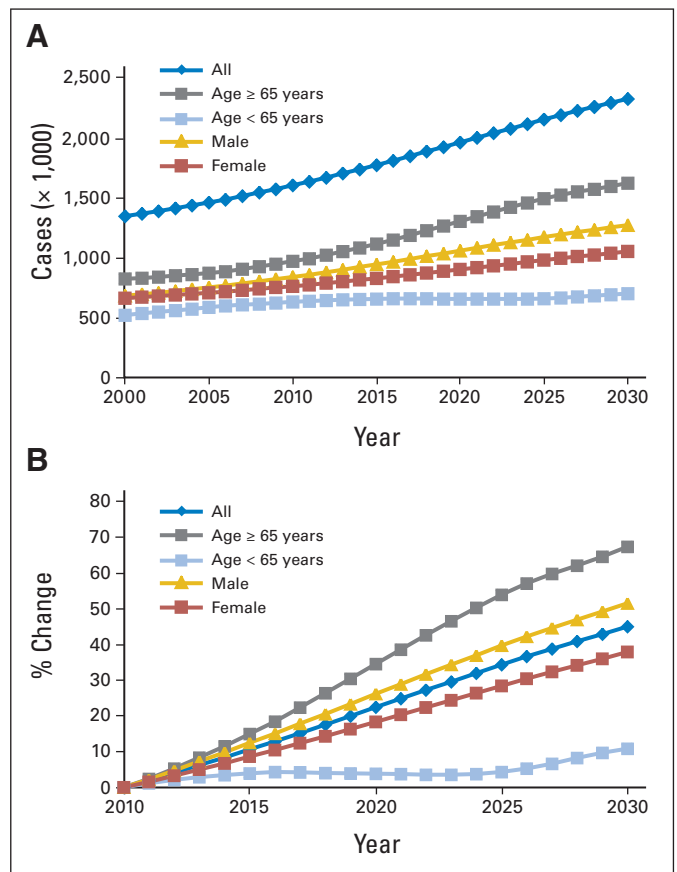 A
2,500
2,000
1,500
1,000
500
0
Cases (× 1,000)
All
Age ≥ 65 years
Age < 65 years
Male
Female
2000 2005 2010 2015 2020 2025 2030
Year
B
80
70
60
50
40
30
20
10
0
% Change
All
Age ≥ 65 years
Age < 65 years
Male
Female
2010 2015 2020 2025 2030
Year